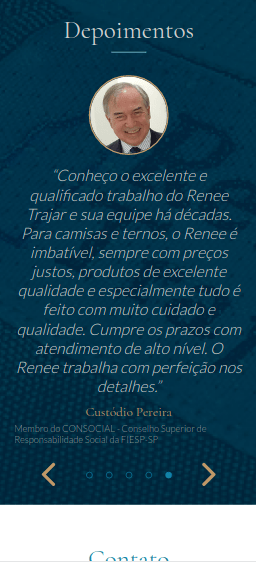 Depoimentos
“Conheço o excelente e
qualificado trabalho do Renee
Trajar e sua equipe há décadas.
Para camisas e ternos, o Renee é
imbatível, sempre com preços
justos, produtos de excelente
qualidade e especialmente tudo é
feito com muito cuidado e
qualidade. Cumpre os prazos com
atendimento de alto nível. O
Renee trabalha com perfeição nos
detalhes.”
Custódio Pereira
Membro do CONSOCIAL - Conselho Superior de
Responsabilidade Social da FIESP-SP
Contato